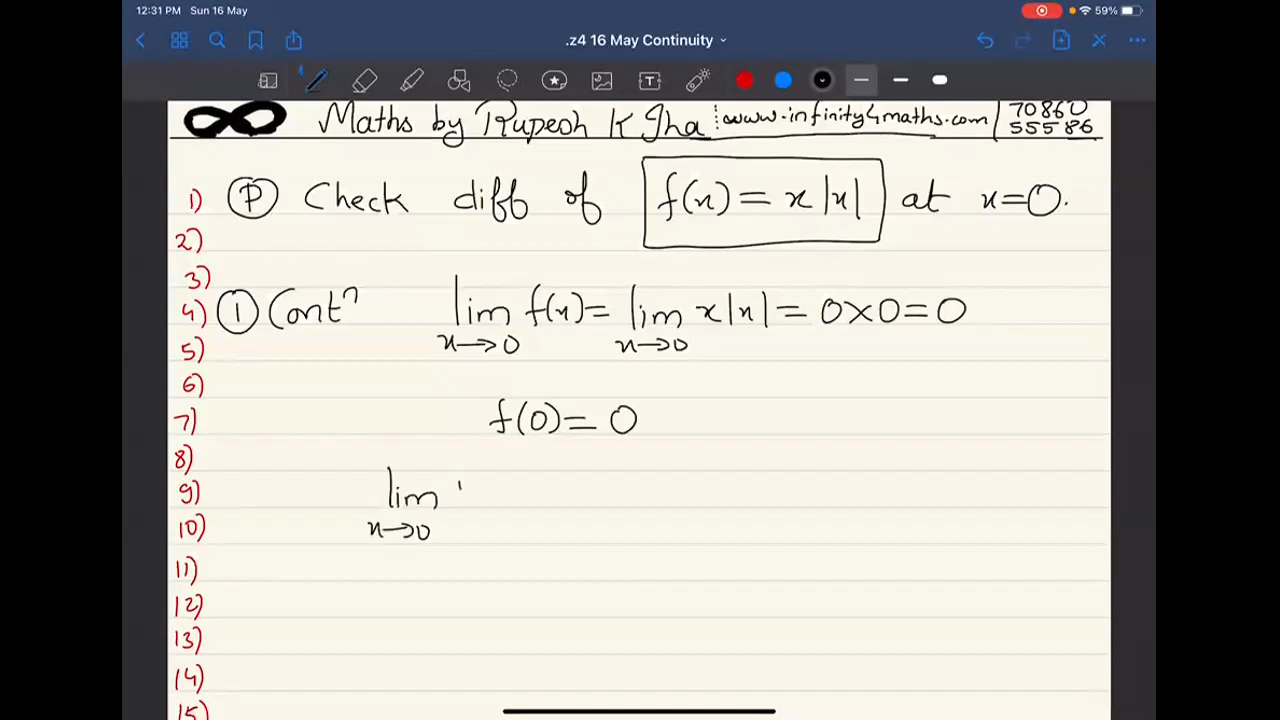 12:31 PM Sun 16 May 59%
.z4 16 May Continuity
Maths by Rupesh K Jha www.infinity4maths.com 70860
55586
1) (P) Check diff of f(x) = x|x| at x=0.
2)
3)
4) (1) Contⁿ lim f(x) = lim x|x| = 0×0=0
5) x→0 x→0
6)
7) f(0) = 0
8)
9) lim
10) x→0
11)
12)
13)
14)
15)